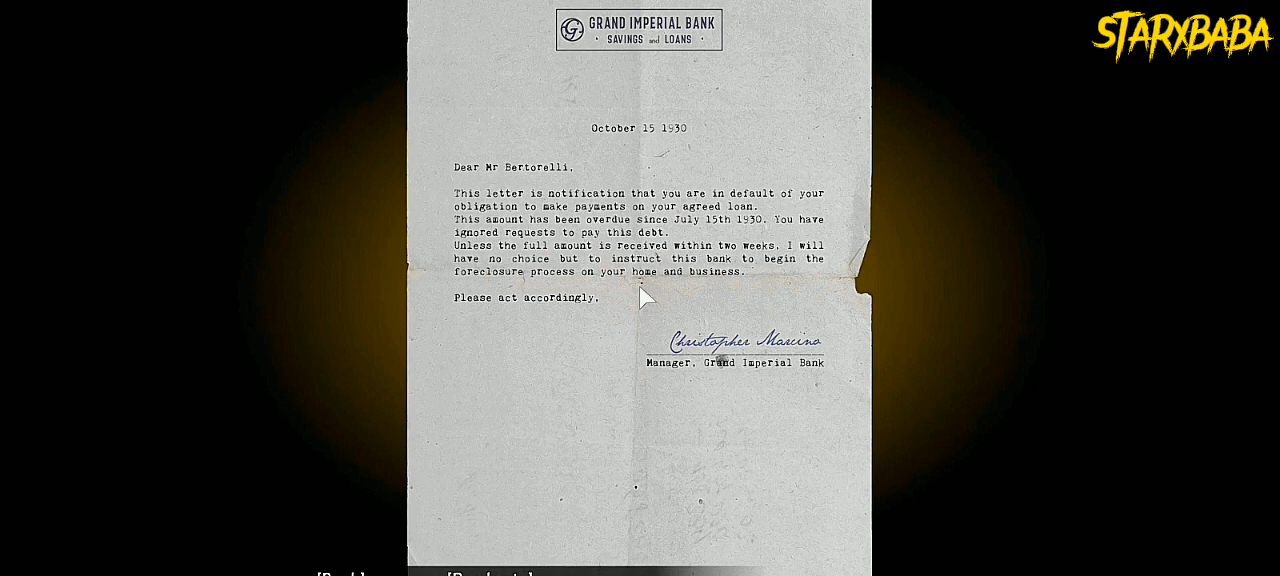 GRAND IMPERIAL BANK
· SAVINGS and LOANS ·
STARXBABA
October 15 1930
Dear Mr Bertorelli,
This letter is notification that you are in default of your
obligation to make payments on your agreed loan.
This amount has been overdue since July 15th 1930. You have
ignored requests to pay this debt.
Unless the full amount is received within two weeks, I will
have no choice but to instruct this bank to begin the
foreclosure process on your home and business.
Please act accordingly,
Christopher Marcino
Manager, Grand Imperial Bank